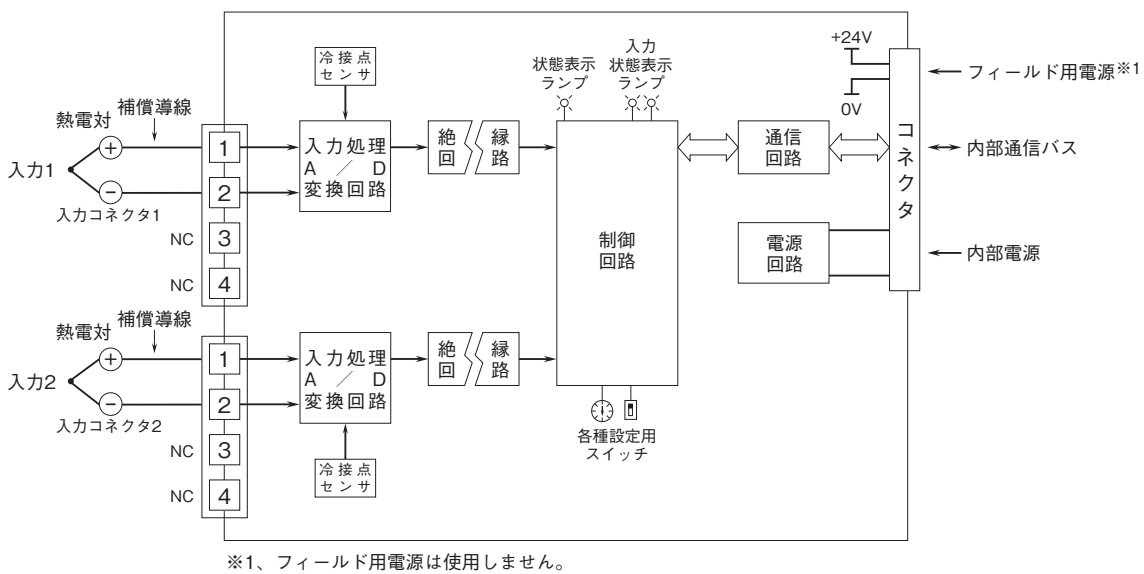 冷接点
センサ
状態表示
ランプ
入力
状態表示
ランプ
+24V
0V
フィールド用電源※1
コネクタ
内部通信バス
内部電源
熱電対
補償導線
入力1
+
−
入力コネクタ1
NC
NC
1
2
3
4
入力処理
A/D
変換回路
絶縁
回路
制御
回路
通信
回路
電源
回路
熱電対
補償導線
入力2
+
−
入力コネクタ2
NC
NC
1
2
3
4
入力処理
A/D
変換回路
絶縁
回路
冷接点
センサ
各種設定用
スイッチ
※1、フィールド用電源は使用しません。